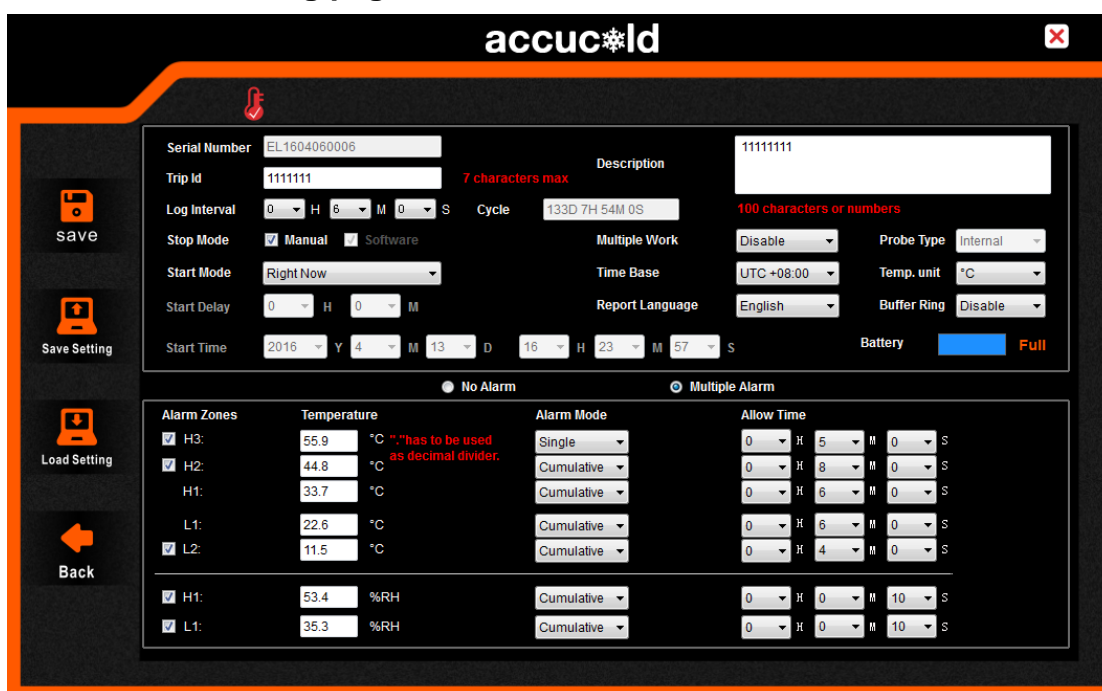 accucold
Serial Number EL1604060006 Description 11111111
Trip Id 1111111 7 characters max
Log Interval 0 H 6 M 0 S Cycle 133D 7H 54M 0S 100 characters or numbers
save
Stop Mode Manual Software Multiple Work Disable Probe Type Internal
Start Mode Right Now Time Base UTC +08:00 Temp. unit °C
Start Delay 0 H 0 M Report Language English Buffer Ring Disable
Save Setting
Start Time 2016 Y 4 M 13 D 16 H 23 M 57 S Battery Full
No Alarm Multiple Alarm
Alarm Zones Temperature Alarm Mode Allow Time
H3: 55.9 °C "."has to be used Single 0 H 5 M 0 S
as decimal divider.
Load Setting
H2: 44.8 °C Cumulative 0 H 8 M 0 S
H1: 33.7 °C Cumulative 0 H 6 M 0 S
L1: 22.6 °C Cumulative 0 H 6 M 0 S
L2: 11.5 °C Cumulative 0 H 4 M 0 S
Back
H1: 53.4 %RH Cumulative 0 H 0 M 10 S
L1: 35.3 %RH Cumulative 0 H 0 M 10 S